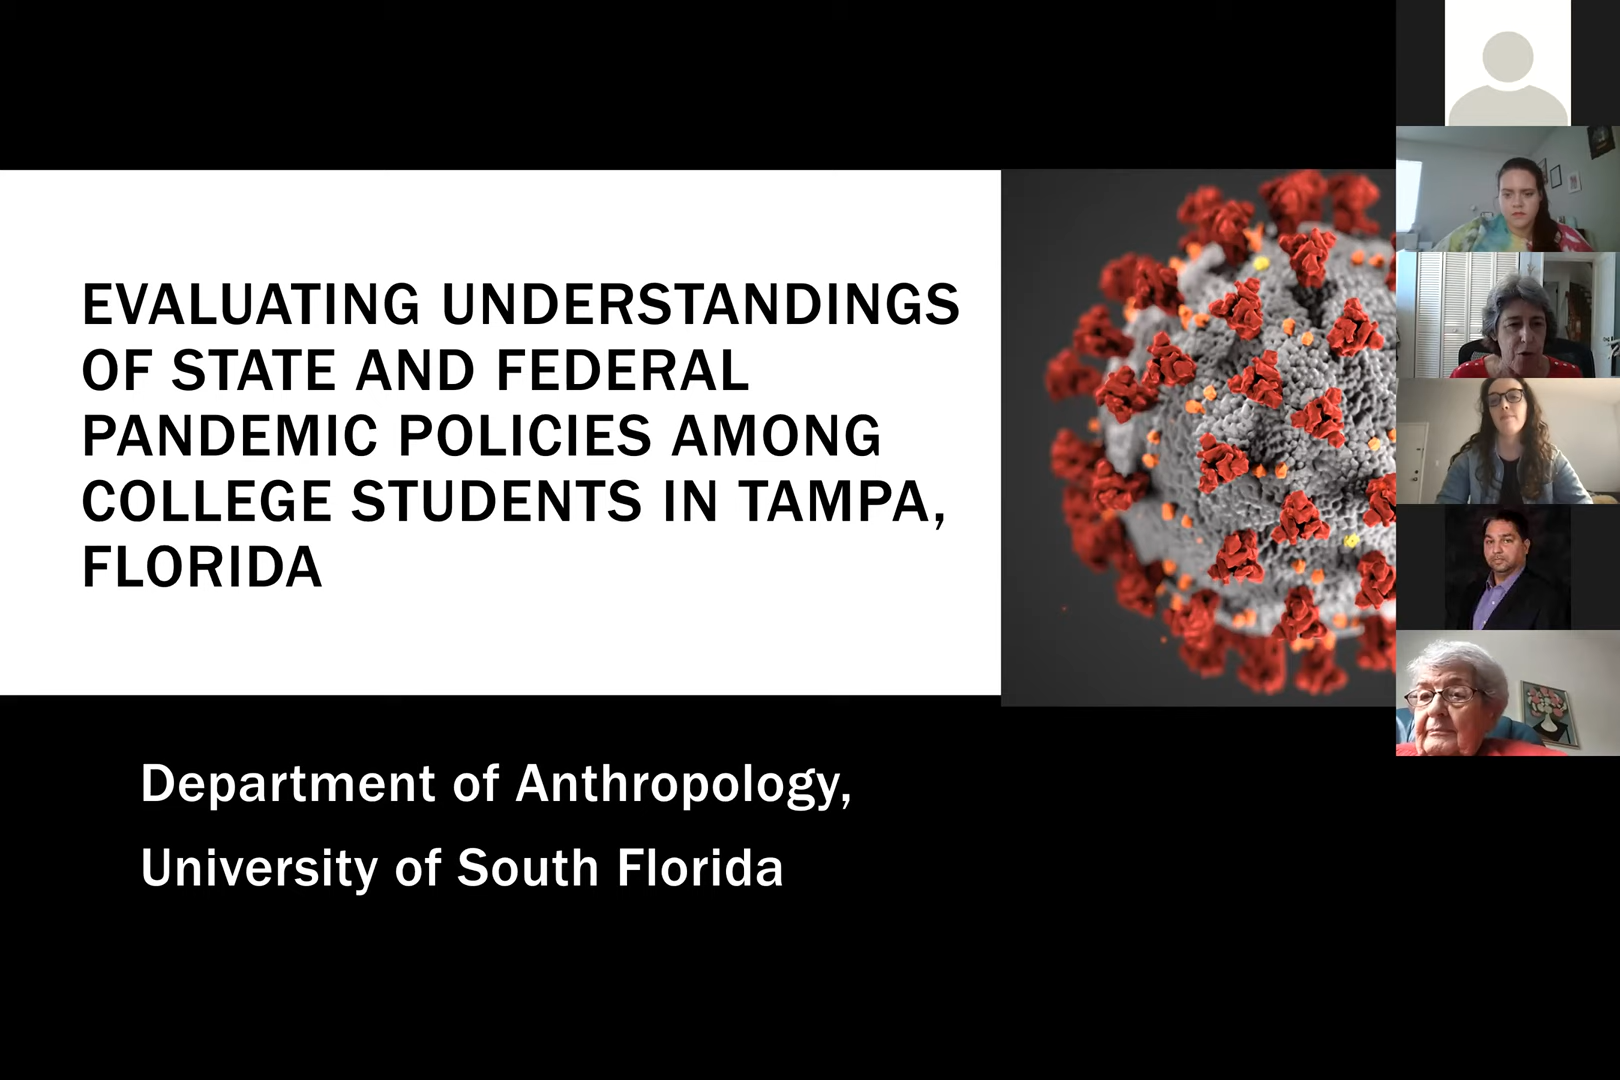 EVALUATING UNDERSTANDINGS
OF STATE AND FEDERAL
PANDEMIC POLICIES AMONG
COLLEGE STUDENTS IN TAMPA,
FLORIDA
Department of Anthropology,
University of South Florida